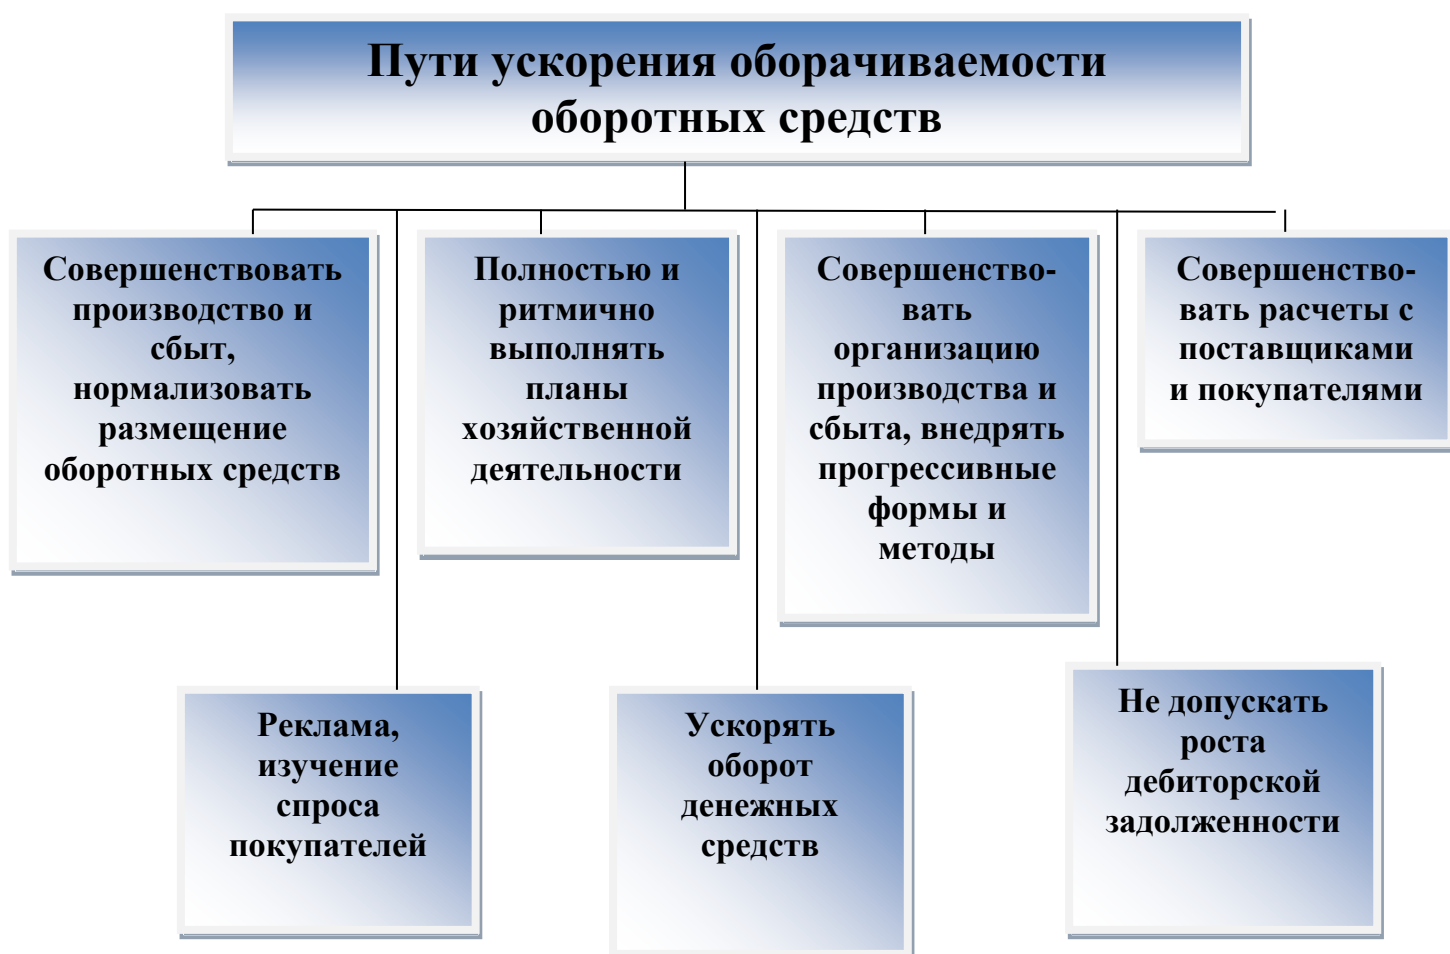 Пути ускорения оборачиваемости
оборотных средств
Совершенствовать
производство и
сбыт,
нормализовать
размещение
оборотных средств
Полностью и
ритмично
выполнять
планы
хозяйственной
деятельности
Совершенство-
вать
организацию
производства и
сбыта, внедрять
прогрессивные
формы и
методы
Совершенство-
вать расчеты с
поставщиками
и покупателями
Реклама,
изучение
спроса
покупателей
Ускорять
оборот
денежных
средств
Не допускать
роста
дебиторской
задолженности